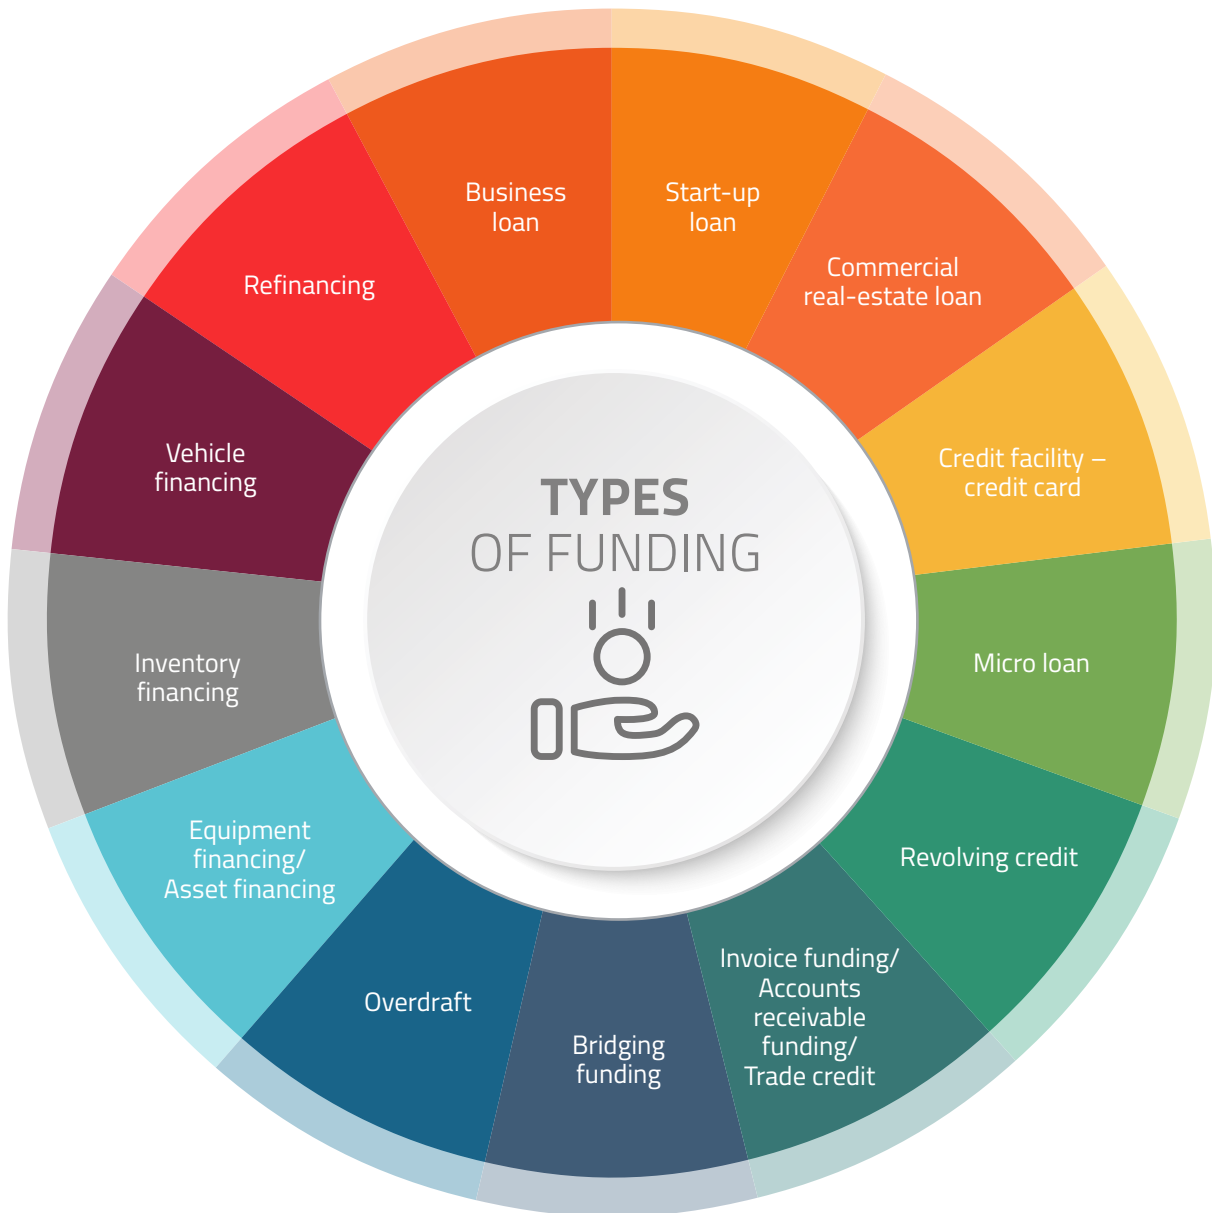 TYPES
OF FUNDING
Business
loan
Start-up
loan
Commercial
real-estate loan
Credit facility –
credit card
Micro loan
Revolving credit
Invoice funding/
Accounts
receivable
funding/
Trade credit
Bridging
funding
Overdraft
Equipment
financing/
Asset financing
Inventory
financing
Vehicle
financing
Refinancing